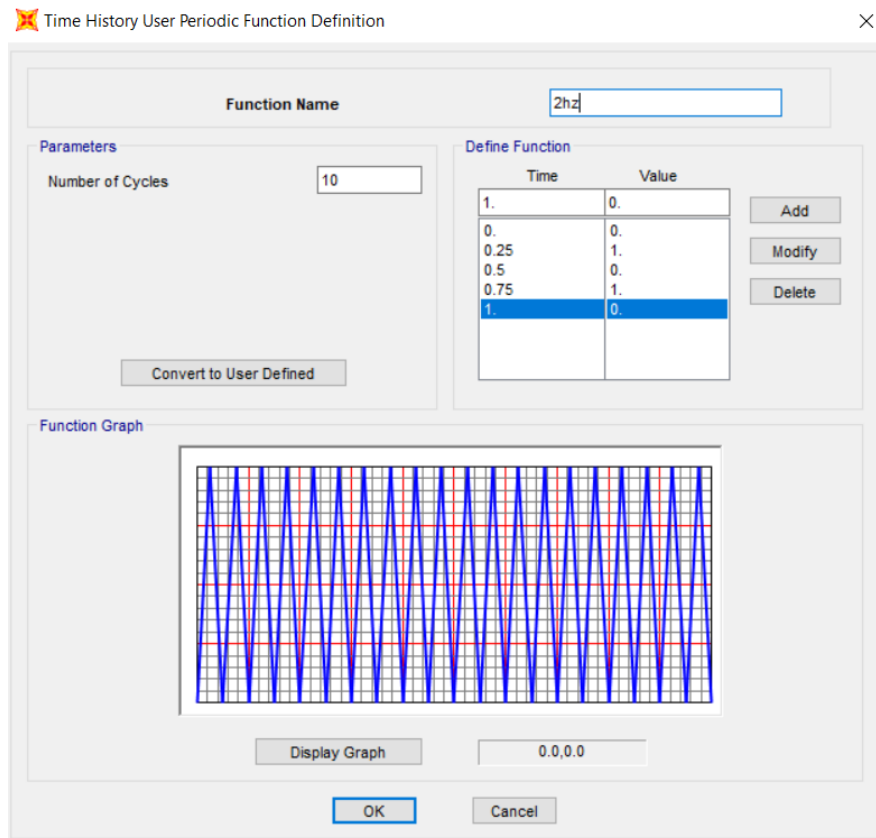 Time History User Periodic Function Definition
Function Name 2hz
Parameters
Number of Cycles 10
Convert to User Defined
Define Function
Time Value
1. 0.
0. 0.
0.25 1.
0.5 0.
0.75 1.
1. 0.
Add
Modify
Delete
Function Graph
Display Graph 0.0,0.0
OK Cancel